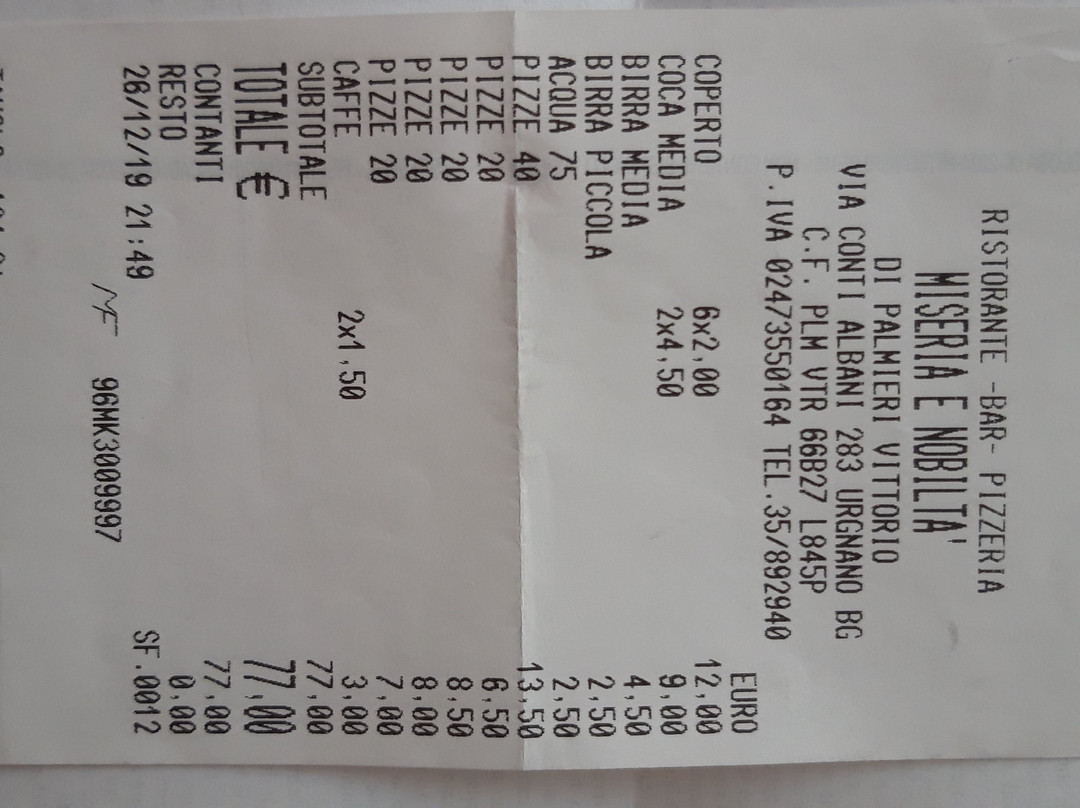 RISTORANTE -BAR- PIZZERIA
MISERIA E NOBILTA'
DI PALMIERI VITTORIO
VIA CONTI ALBANI 283 URGNANO BG
C.F. PLM VTR 66B27 L845P
P.IVA 02473550164 TEL.35/892940
EURO
COPERTO 6x2,00 12,00
COCA MEDIA 2x4,50 9,00
BIRRA MEDIA 4,50
BIRRA PICCOLA 2,50
ACQUA 75 2,50
PIZZE 40 13,50
PIZZE 20 6,50
PIZZE 20 8,50
PIZZE 20 8,00
PIZZE 20 7,00
CAFFE 2x1,50 3,00
SUBTOTALE 77,00
TOTALE € 77,00
CONTANTI 77,00
RESTO 0,00
26/12/19 21:49 SF.0012
MF 96MK3009997